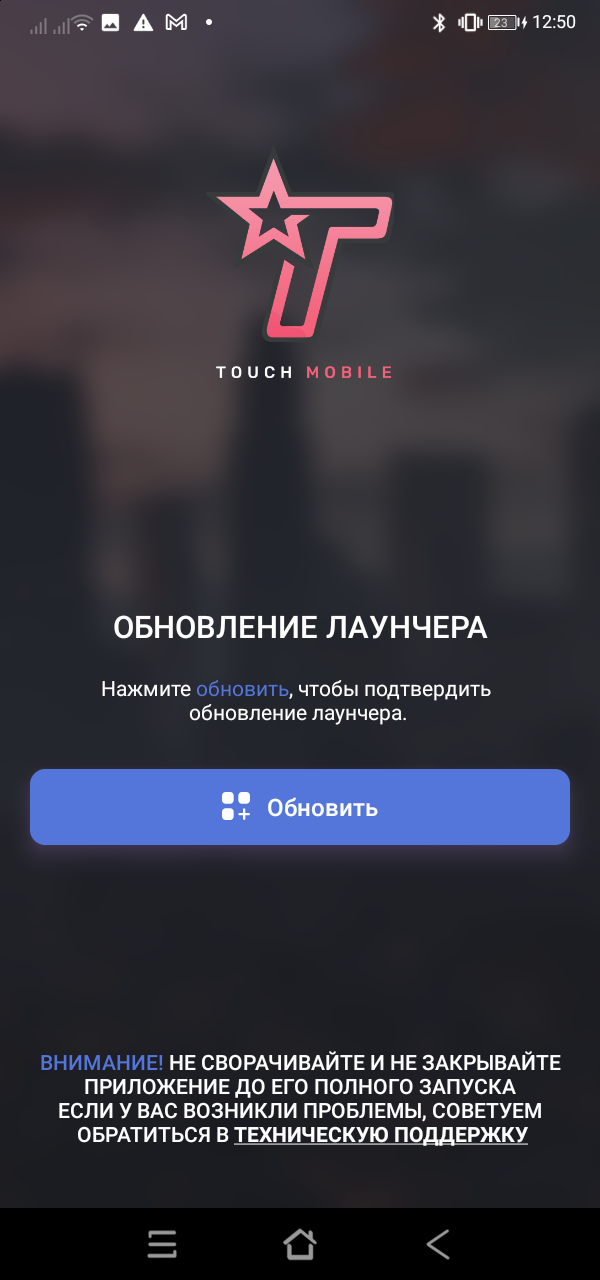 23 12:50
TOUCH MOBILE
ОБНОВЛЕНИЕ ЛАУНЧЕРА
Нажмите обновить, чтобы подтвердить
обновление лаунчера.
Обновить
ВНИМАНИЕ! НЕ СВОРАЧИВАЙТЕ И НЕ ЗАКРЫВАЙТЕ
ПРИЛОЖЕНИЕ ДО ЕГО ПОЛНОГО ЗАПУСКА
ЕСЛИ У ВАС ВОЗНИКЛИ ПРОБЛЕМЫ, СОВЕТУЕМ
ОБРАТИТЬСЯ В ТЕХНИЧЕСКУЮ ПОДДЕРЖКУ